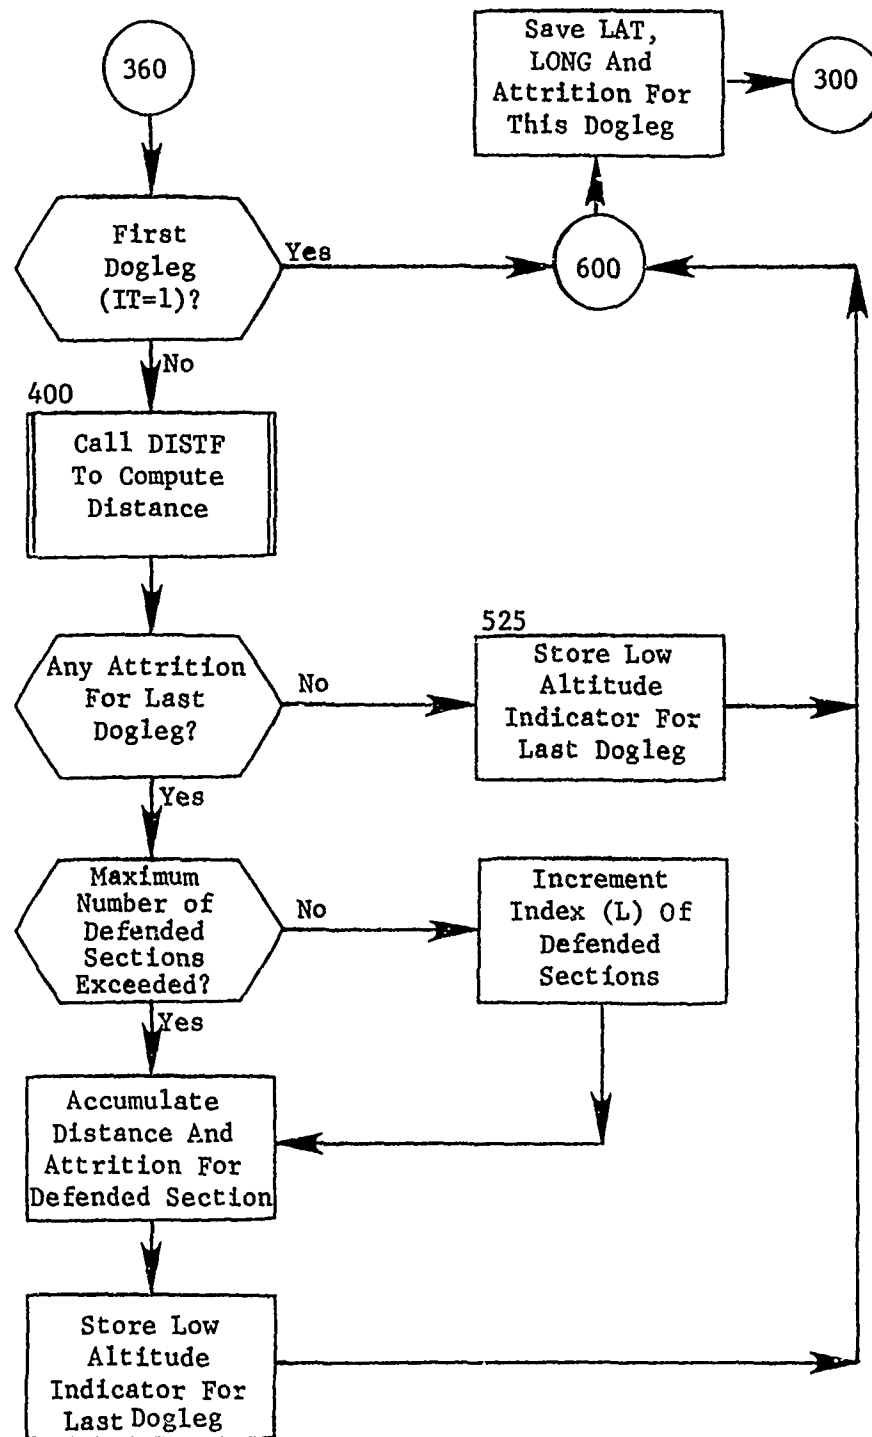 360
Save LAT,
LONG And
Attrition For
This Dogleg
300
First
Dogleg
(IT=1)?
Yes
600
No
400
Call DISTF
To Compute
Distance
Any Attrition
For Last
Dogleg?
No
525
Store Low
Altitude
Indicator For
Last Dogleg
Yes
Maximum
Number of
Defended
Sections
Exceeded?
No
Increment
Index (L) Of
Defended
Sections
Yes
Accumulate
Distance And
Attrition For
Defended Section
Store Low
Altitude
Indicator For
Last Dogleg